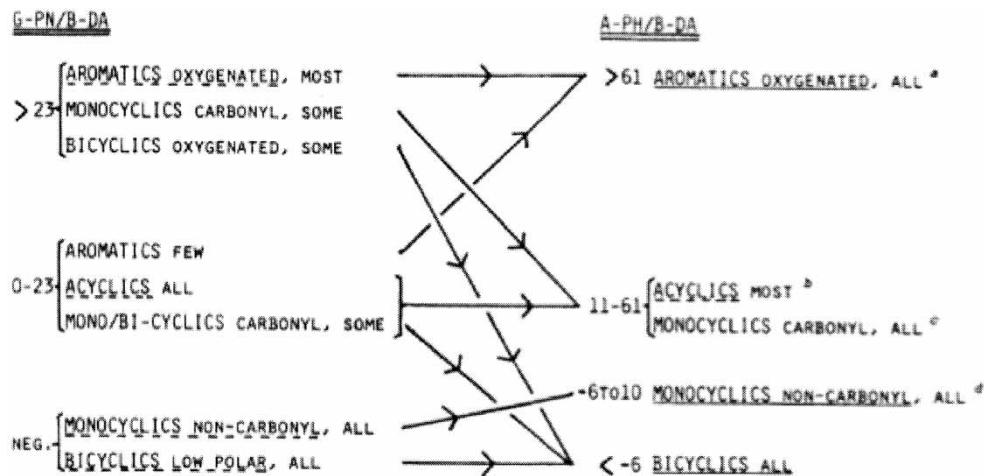 G-PN/B-DA
A-PH/B-DA
>23
AROMATICS OXYGENATED, MOST
MONOCYCLICS CARBONYL, SOME
BICYCLICS OXYGENATED, SOME
>61 AROMATICS OXYGENATED, ALL a
0-23
AROMATICS FEW
ACYCLICS ALL
MONO/BI-CYCLICS CARBONYL, SOME
11-61
ACYCLICS MOST b
MONOCYCLICS CARBONYL, ALL c
-6TO10 MONOCYCLICS NON-CARBONYL, ALL d
NEG.
MONOCYCLICS NON-CARBONYL, ALL
BICYCLICS LOW POLAR, ALL
< -6 BICYCLICS ALL